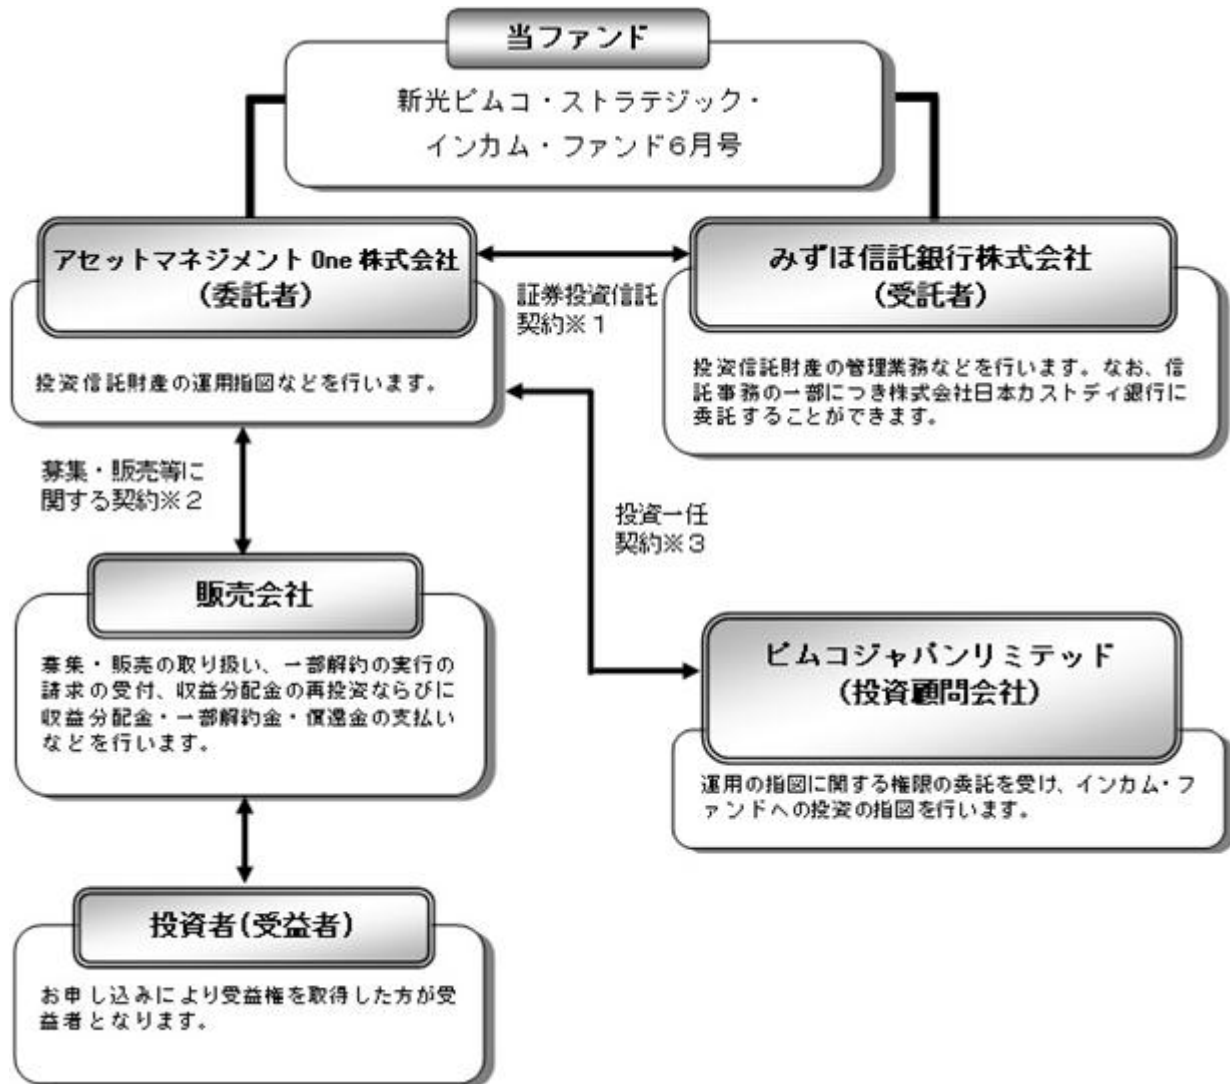 当ファンド
新光ピムコ・ストラテジック・
インカム・ファンド6月号
アセットマネジメント One 株式会社
(委託者)
投資信託財産の運用指図などを行います。
証券投資信託
契約※1
みずほ信託銀行株式会社
(受託者)
投資信託財産の管理業務などを行います。なお、信
託事務の一部につき株式会社日本カストディ銀行に
委託することができます。
募集・販売等に
関する契約※2
投資一任
契約※3
販売会社
募集・販売の取り扱い、一部解約の実行の
請求の受付、収益分配金の再投資ならびに
収益分配金・一部解約金・償還金の支払い
などを行います。
ピムコジャパンリミテッド
(投資顧問会社)
運用の指図に関する権限の委託を受け、インカム・フ
ァンドへの投資の指図を行います。
投資者(受益者)
お申し込みにより受益権を取得した方が受
益者となります。